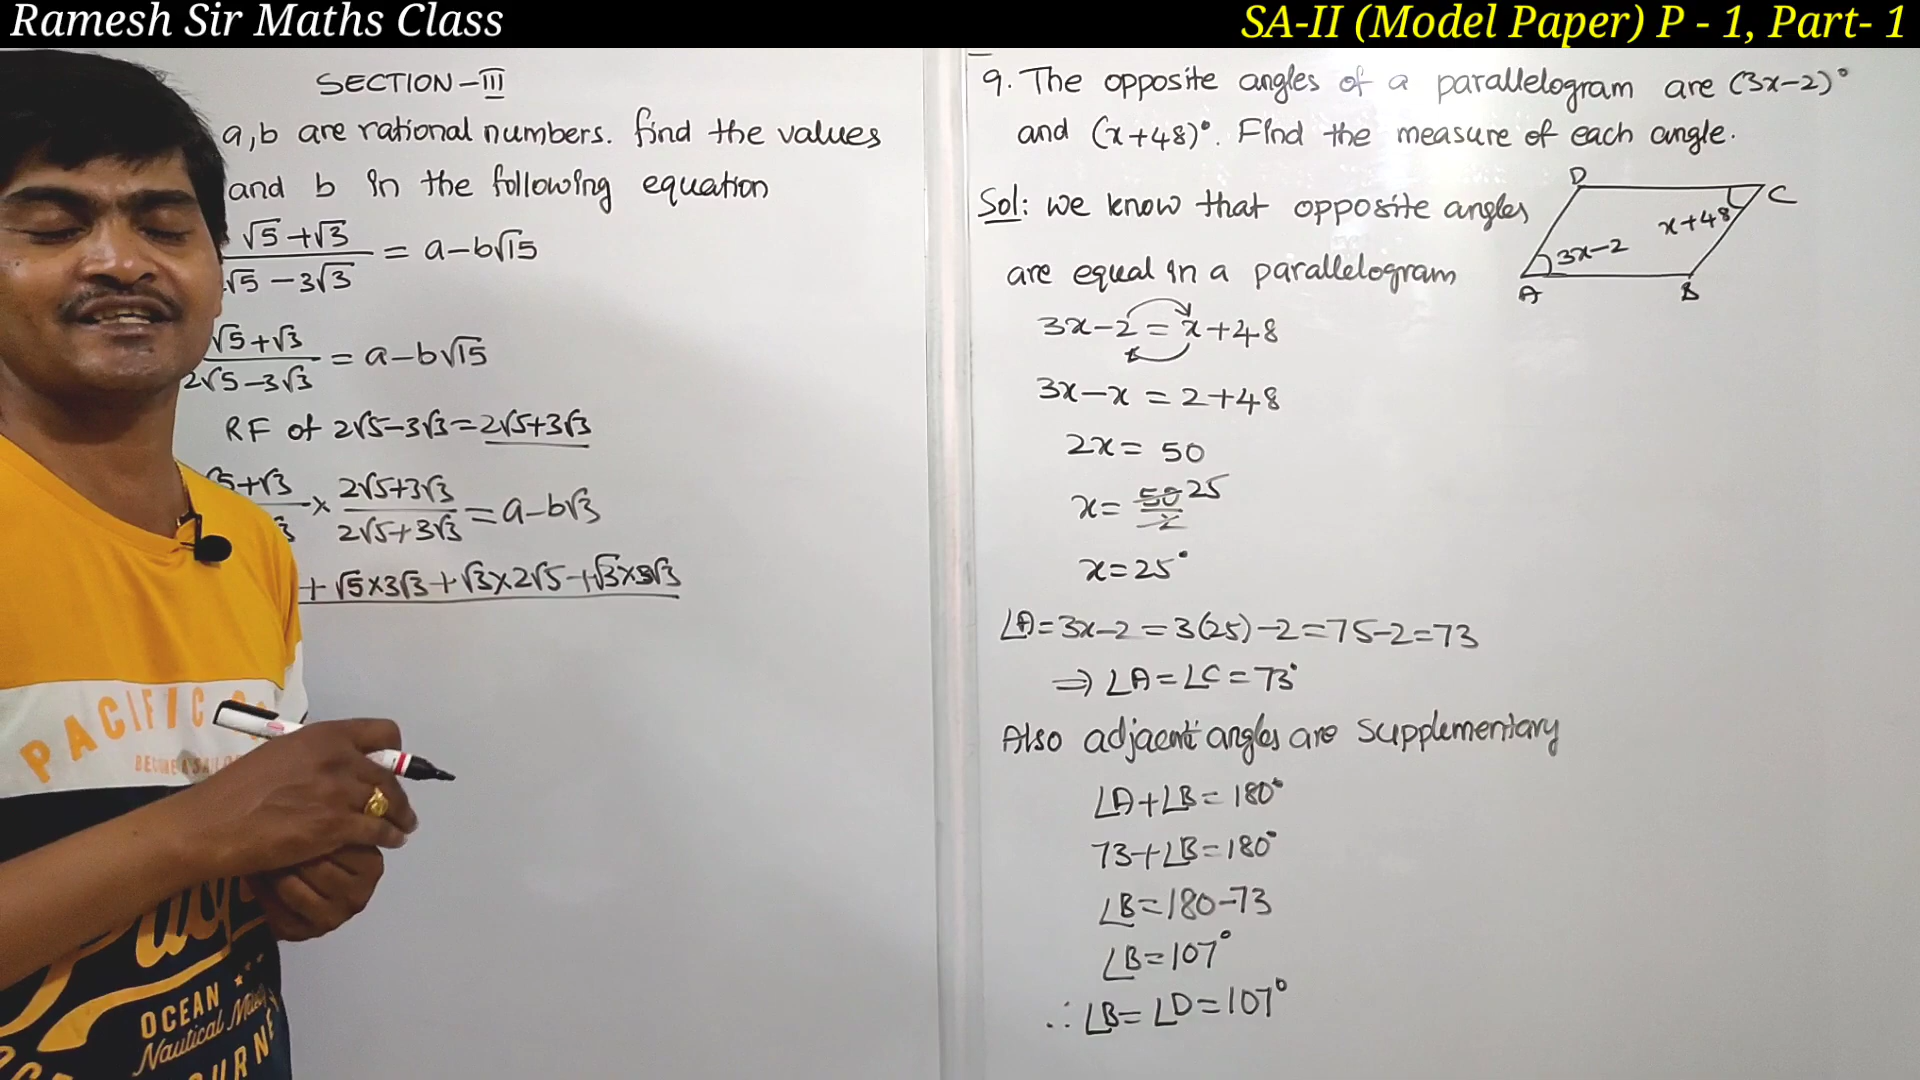 Ramesh Sir Maths Class
SA-II (Model Paper) P - 1, Part- 1
SECTION-III
a,b are rational numbers. find the values
and b in the following equation
√5+√3/√5-3√3 = a-b√15
√5+√3/2√5-3√3 = a-b√15
RF of 2√5-3√3=2√5+3√3
√5+√3/√3 × 2√5+3√3/2√5+3√3 = a-b√3
+√5×3√3+√3×2√5+√3×3√3
9. The opposite angles of a parallelogram are (3x-2)°
and (x+48)°. Find the measure of each angle.
Sol: we know that opposite angles
are equal in a parallelogram
D
C
x+48
3x-2
A
B
3x-2=x+48
3x-x=2+48
2x=50
x=50/2 25
x=25°
∠A=3x-2=3(25)-2=75-2=73
⇒∠A=∠C=73°
Also adjacent angles are supplementary
∠A+∠B=180°
73+∠B=180°
∠B=180-73
∠B=107°
∴∠B=∠D=107°
PACIFIC
OCEAN
Nautical